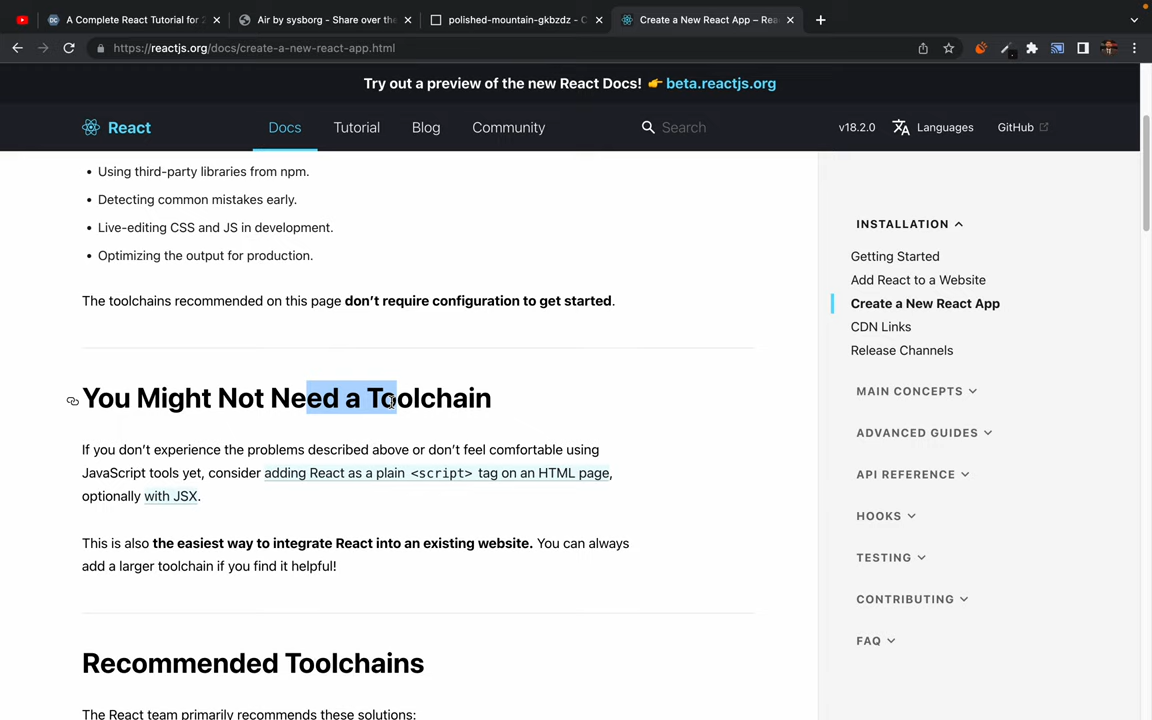 A Complete React Tutorial for 2
Air by sysborg - Share over the
polished-mountain-gkbzdz - C
Create a New React App – Rea
https://reactjs.org/docs/create-a-new-react-app.html
Try out a preview of the new React Docs! 👉 beta.reactjs.org
React
Docs
Tutorial
Blog
Community
Search
v18.2.0
Languages
GitHub
• Using third-party libraries from npm.
• Detecting common mistakes early.
• Live-editing CSS and JS in development.
• Optimizing the output for production.
The toolchains recommended on this page don’t require configuration to get started.
You Might Not Need a Toolchain
If you don’t experience the problems described above or don’t feel comfortable using
JavaScript tools yet, consider adding React as a plain <script> tag on an HTML page,
optionally with JSX.
This is also the easiest way to integrate React into an existing website. You can always
add a larger toolchain if you find it helpful!
Recommended Toolchains
The React team primarily recommends these solutions:
INSTALLATION
Getting Started
Add React to a Website
Create a New React App
CDN Links
Release Channels
MAIN CONCEPTS
ADVANCED GUIDES
API REFERENCE
HOOKS
TESTING
CONTRIBUTING
FAQ